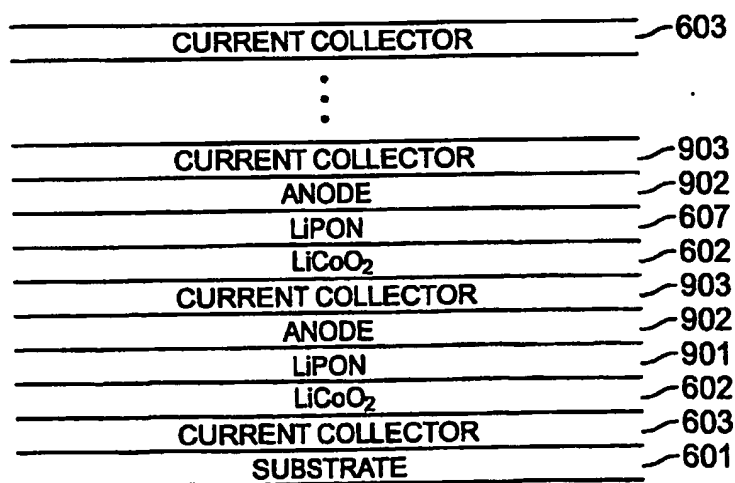 CURRENT COLLECTOR 603
CURRENT COLLECTOR 903
ANODE 902
LiPON 607
LiCoO₂ 602
CURRENT COLLECTOR 903
ANODE 902
LiPON 901
LiCoO₂ 602
CURRENT COLLECTOR 603
SUBSTRATE 601